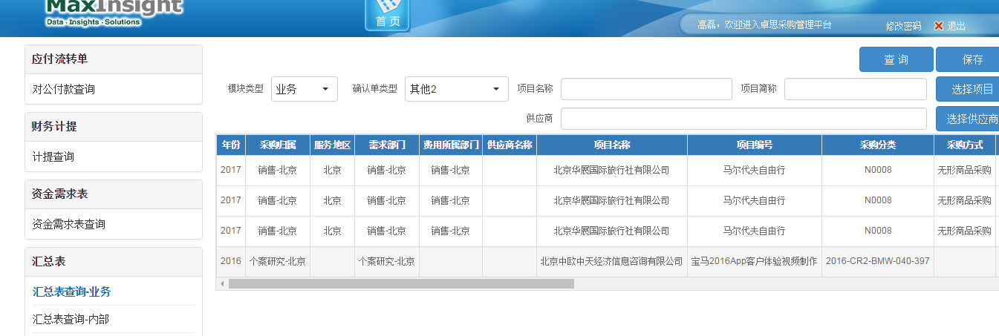 MaxInsight
Data · Insights · Solutions
首 页
高磊，欢迎进入卓思采购管理平台 修改密码 退出
应付流转单
对公付款查询
财务计提
计提查询
资金需求表
资金需求表查询
汇总表
汇总表查询-业务
汇总表查询-内部
查 询 保存
模块类型 业务 确认单类型 其他2 项目名称 项目简称 选择项目
供应商 选择供应商
年份 采购归属 服务地区 需求部门 费用所属部门 供应商名称 项目名称 项目编号 采购分类 采购方式
2017 销售-北京 北京 销售-北京 销售-北京 北京华展国际旅行社有限公司 马尔代夫自由行 N0008 无形商品采购
2017 销售-北京 北京 销售-北京 销售-北京 北京华展国际旅行社有限公司 马尔代夫自由行 N0008 无形商品采购
2017 销售-北京 北京 销售-北京 销售-北京 北京华展国际旅行社有限公司 马尔代夫自由行 N0008 无形商品采购
2016 个案研究-北京 个案研究-北京 北京中欧中天经济信息咨询有限公司 宝马2016App客户体验视频制作 2016-CR2-BMW-040-397